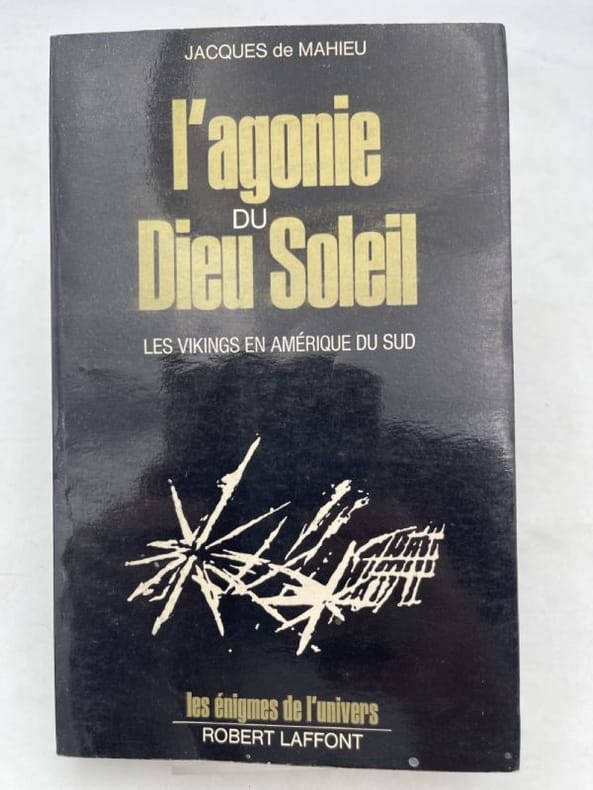 JACQUES de MAHIEU
l'agonie
DU
Dieu Soleil
LES VIKINGS EN AMÉRIQUE DU SUD
les énigmes de l'univers
ROBERT LAFFONT